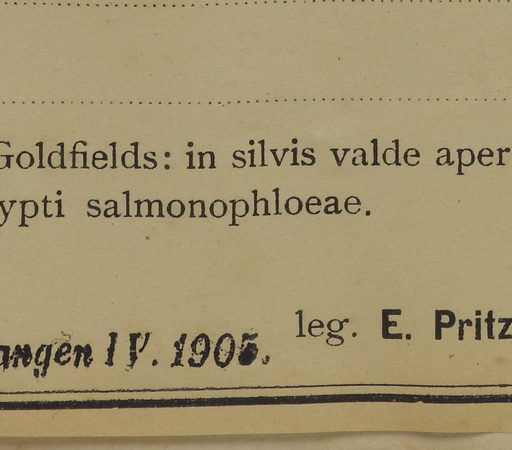 Goldfields: in silvis valde aper
ypti salmonophloeae.
leg. E. Pritz
angen IV. 1905.